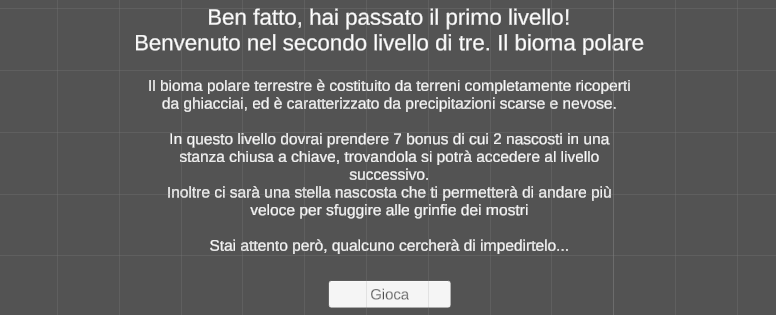 Ben fatto, hai passato il primo livello!
Benvenuto nel secondo livello di tre. Il bioma polare
Il bioma polare terrestre è costituito da terreni completamente ricoperti
da ghiacciai, ed è caratterizzato da precipitazioni scarse e nevose.
In questo livello dovrai prendere 7 bonus di cui 2 nascosti in una
stanza chiusa a chiave, trovandola si potrà accedere al livello
successivo.
Inoltre ci sarà una stella nascosta che ti permetterà di andare più
veloce per sfuggire alle grinfie dei mostri
Stai attento però, qualcuno cercherà di impedirtelo...
Gioca